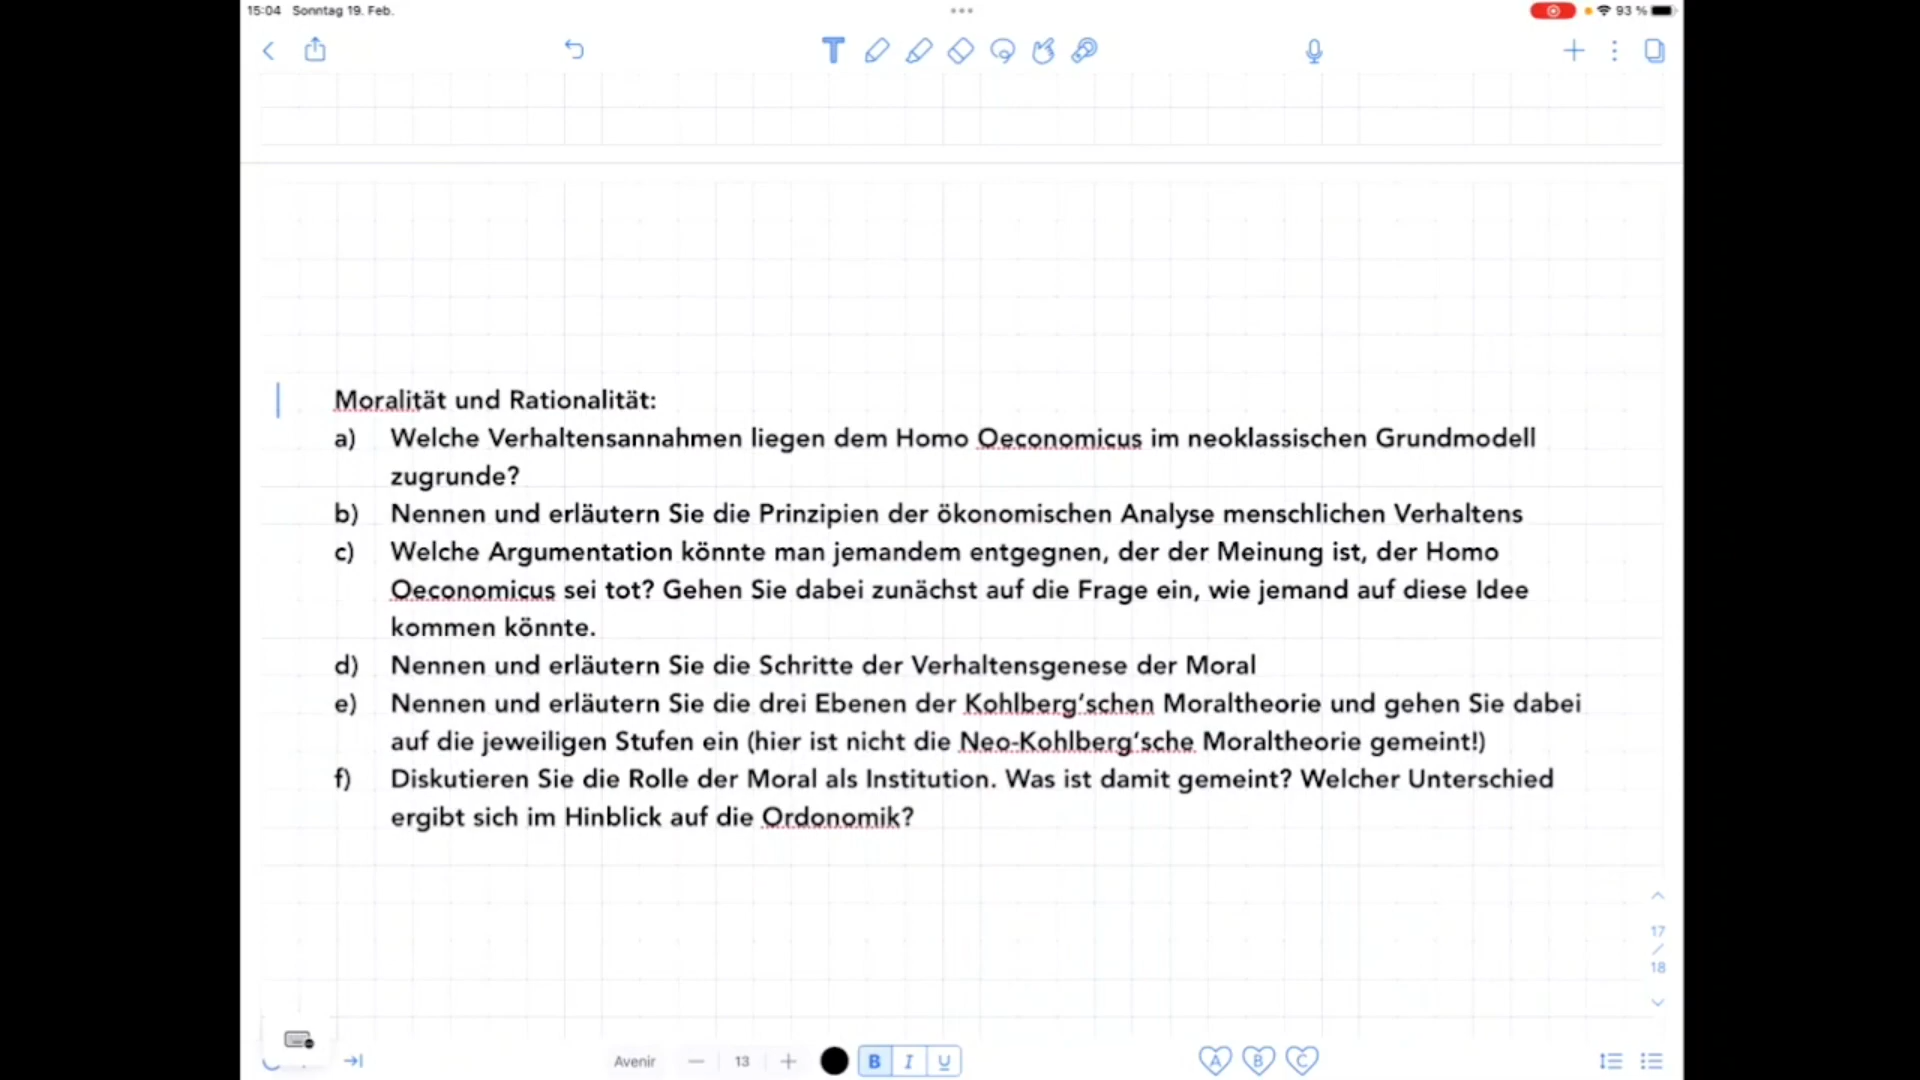 15:04 Sonntag 19. Feb.
93 %
T
Moralität und Rationalität:
a) Welche Verhaltensannahmen liegen dem Homo Oeconomicus im neoklassischen Grundmodell
zugrunde?
b) Nennen und erläutern Sie die Prinzipien der ökonomischen Analyse menschlichen Verhaltens
c) Welche Argumentation könnte man jemandem entgegnen, der der Meinung ist, der Homo
Oeconomicus sei tot? Gehen Sie dabei zunächst auf die Frage ein, wie jemand auf diese Idee
kommen könnte.
d) Nennen und erläutern Sie die Schritte der Verhaltensgenese der Moral
e) Nennen und erläutern Sie die drei Ebenen der Kohlberg’schen Moraltheorie und gehen Sie dabei
auf die jeweiligen Stufen ein (hier ist nicht die Neo-Kohlberg’sche Moraltheorie gemeint!)
f) Diskutieren Sie die Rolle der Moral als Institution. Was ist damit gemeint? Welcher Unterschied
ergibt sich im Hinblick auf die Ordonomik?
17
/
18
Avenir — 13 + B I U A B C